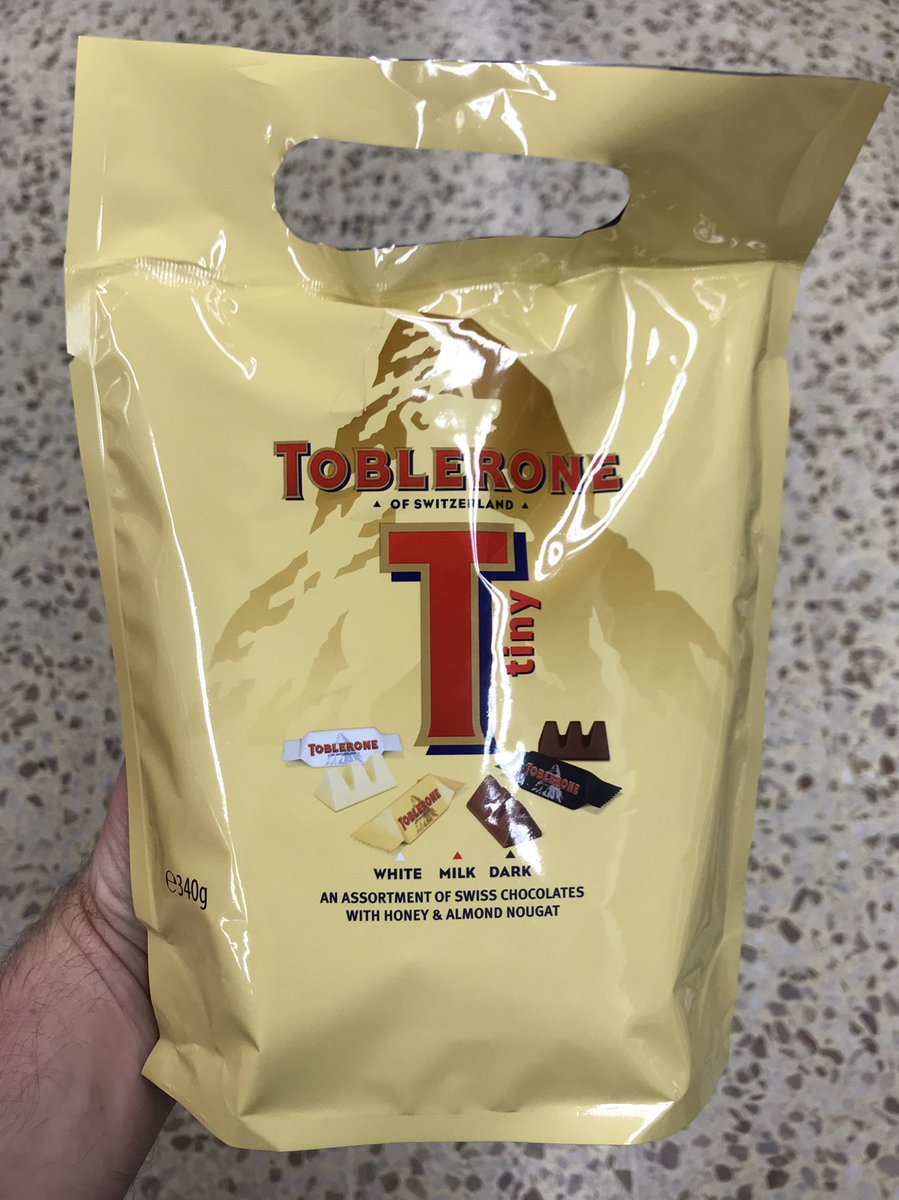 TOBLERONE
OF SWITZERLAND
T
tiny
TOBLERONE
TOBLERONE
TOBLERONE
WHITE MILK DARK
℮340g
AN ASSORTMENT OF SWISS CHOCOLATES
WITH HONEY & ALMOND NOUGAT